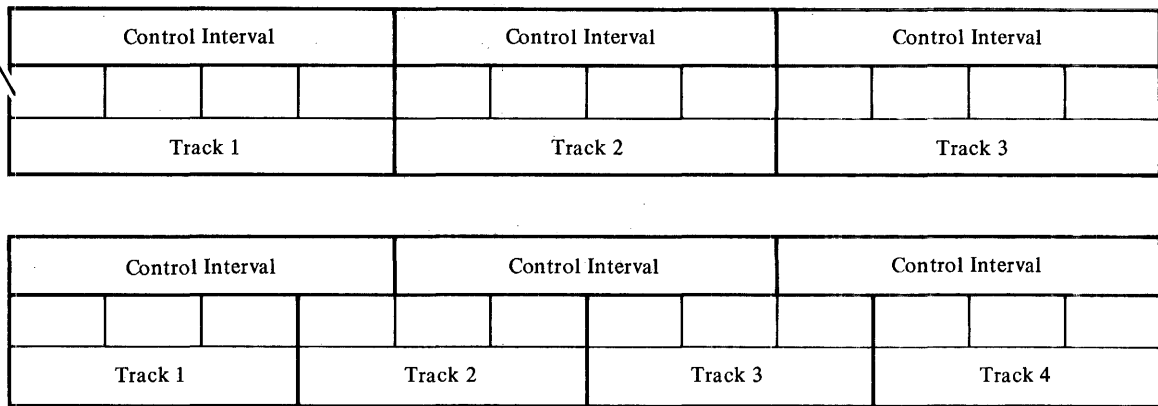 Control Interval Control Interval Control Interval
Track 1 Track 2 Track 3
Control Interval Control Interval Control Interval
Track 1 Track 2 Track 3 Track 4